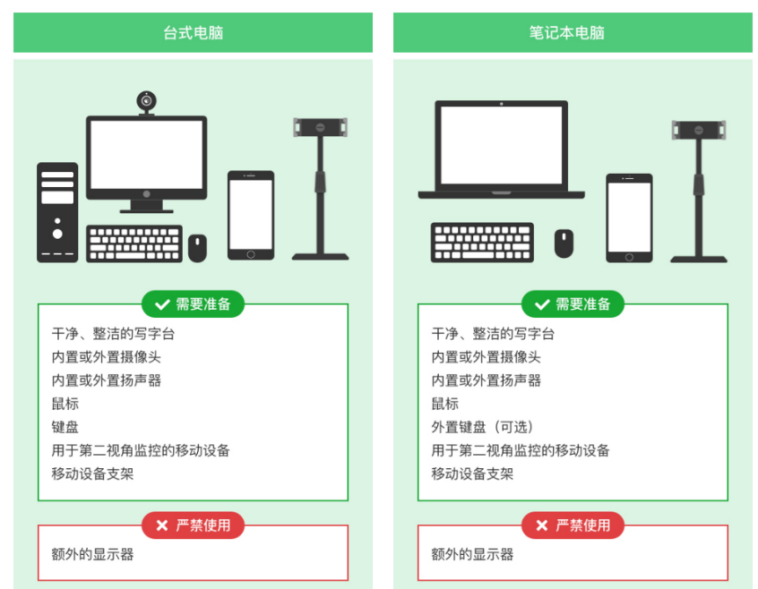 台式电脑
需要准备
干净、整洁的写字台
内置或外置摄像头
内置或外置扬声器
鼠标
键盘
用于第二视角监控的移动设备
移动设备支架
严禁使用
额外的显示器
笔记本电脑
需要准备
干净、整洁的写字台
内置或外置摄像头
内置或外置扬声器
鼠标
外置键盘（可选）
用于第二视角监控的移动设备
移动设备支架
严禁使用
额外的显示器